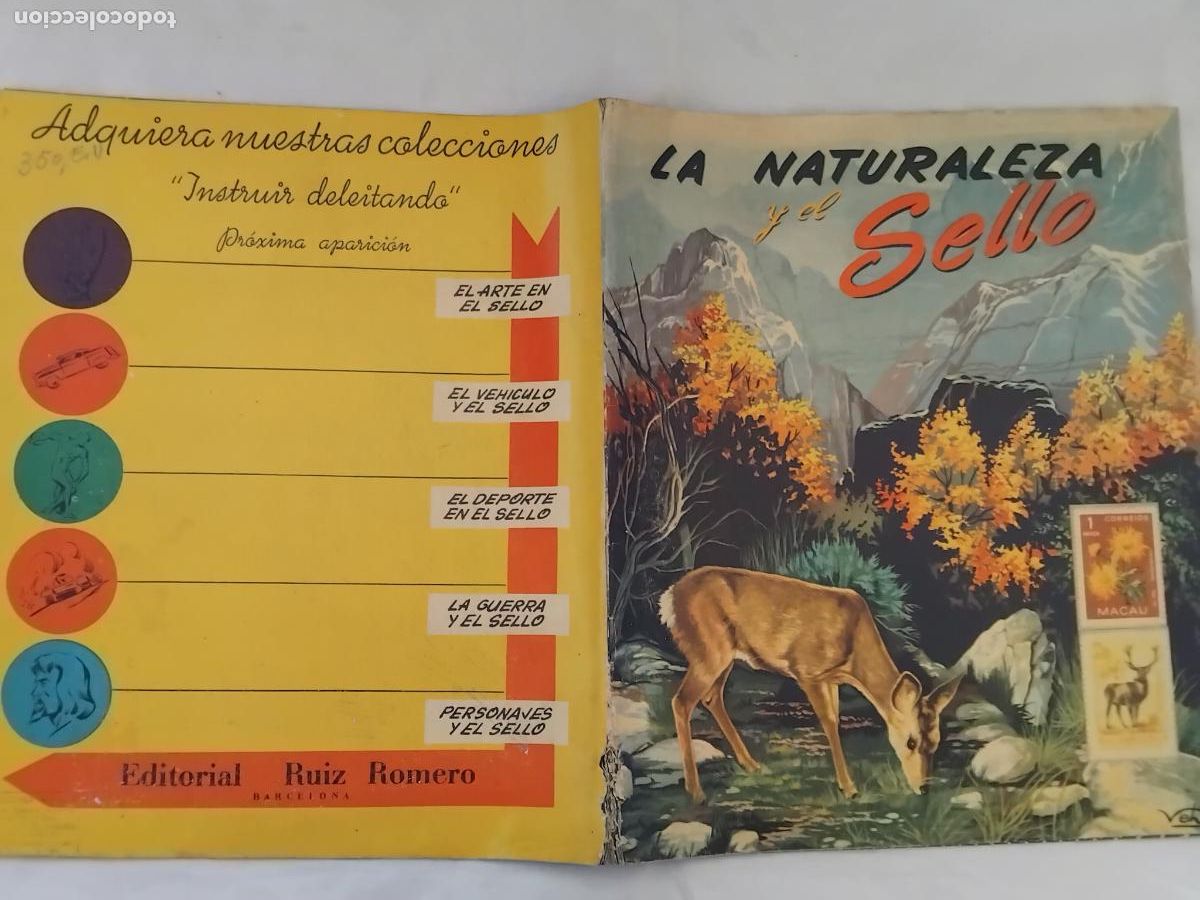 todocoleccion
Adquiera nuestras colecciones
"Instruir deleitando"
Próxima aparición
EL ARTE EN
EL SELLO
EL VEHICULO
Y EL SELLO
EL DEPORTE
EN EL SELLO
LA GUERRA
Y EL SELLO
PERSONAJES
Y EL SELLO
Editorial Ruiz Romero
BARCELONA
LA NATURALEZA
y el
Sello
1 CORREIOS
MACAU